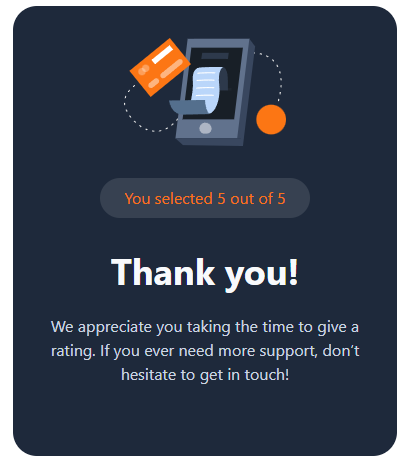 You selected 5 out of 5
Thank you!
We appreciate you taking the time to give a
rating. If you ever need more support, don’t
hesitate to get in touch!